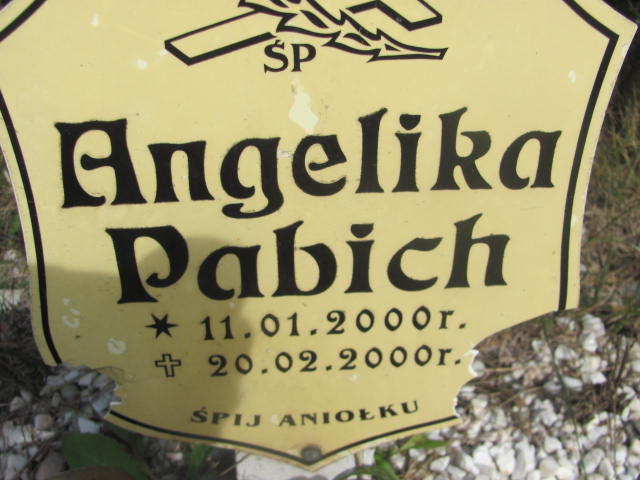 ŚP
Angelika
Pabich
* 11.01.2000r.
✝ 20.02.2000r.
ŚPIJ ANIOŁKU